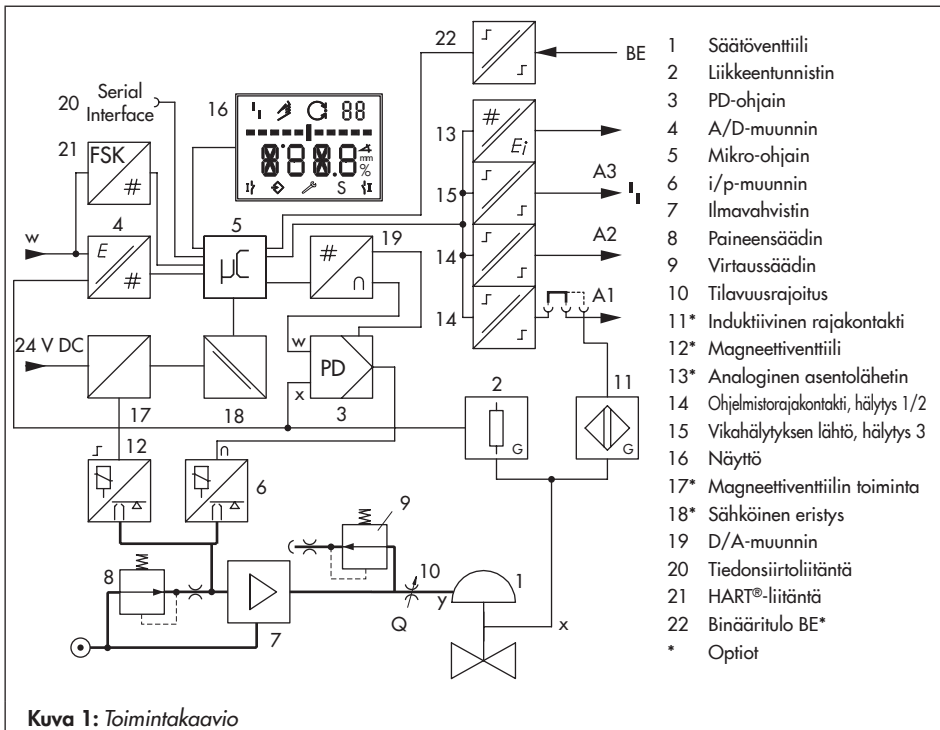 22
BE
20 Serial
Interface
16
88
8.8.8.8
mm
%
S
21
FSK
#
13
#
Ei
15
A3
w
4
E
#
5
µC
#
∩
19
14
A2
14
A1
24 V DC
w
PD
x
3
2
G
11
G
17
18
12
∩
6
9
8
7
10
Q
y
1
x
1 Säätöventtiili
2 Liikkeentunnistin
3 PD-ohjain
4 A/D-muunnin
5 Mikro-ohjain
6 i/p-muunnin
7 Ilmavahvistin
8 Paineensäädin
9 Virtaussäädin
10 Tilavuusrajoitus
11* Induktiivinen rajakontakti
12* Magneettiventtiili
13* Analoginen asentolähetin
14 Ohjelmistorajakontakti, hälytys 1/2
15 Vikahälytyksen lähtö, hälytys 3
16 Näyttö
17* Magneettiventtiilin toiminta
18* Sähköinen eristys
19 D/A-muunnin
20 Tiedonsiirtoliitäntä
21 HART®-liitäntä
22 Binääritulo BE*
* Optiot
Kuva 1: Toimintakaavio